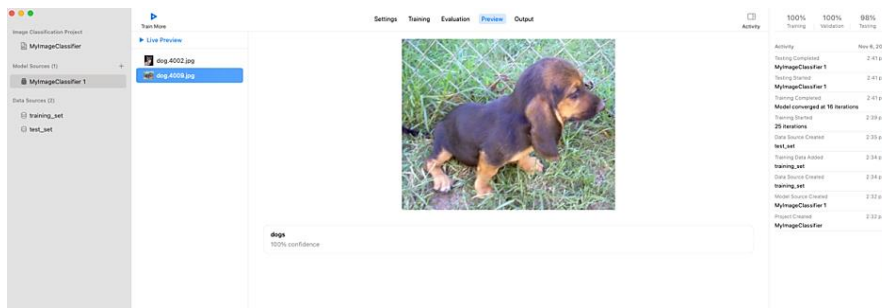 Settings Training Evaluation Preview Output
Train More
Activity
100% 100% 98%
Training Validation Testing
Image Classification Project
MyImageClassifier
Model Sources (1) +
MyImageClassifier 1
Data Sources (2)
training_set
test_set
Live Preview
dog.4002.jpg
dog.4009.jpg
dogs
100% confidence
Activity Nov 6, 20
Testing Completed 2:41 p
MyImageClassifier 1
Testing Started 2:41 p
MyImageClassifier 1
Training Completed 2:41 p
Model converged at 16 iterations
Training Started 2:39 p
25 iterations
Data Source Created 2:35 p
test_set
Training Data Added 2:34 p
training_set
Data Source Created 2:34 p
training_set
Model Source Created 2:32 p
MyImageClassifier 1
Project Created 2:32 p
MyImageClassifier